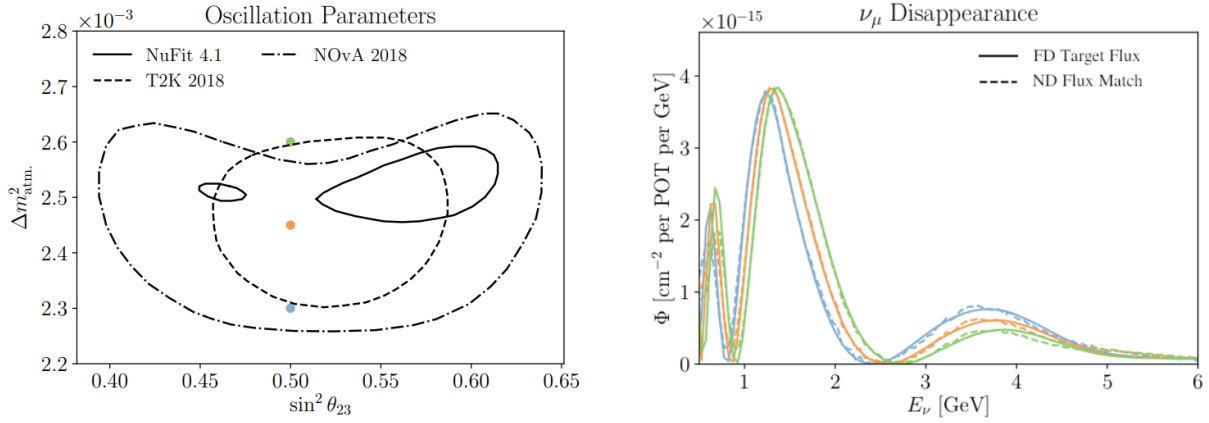 Oscillation Parameters
×10⁻³
NuFit 4.1
T2K 2018
NOvA 2018
2.8
2.7
2.6
2.5
2.4
2.3
2.2
Δm²atm.
0.40 0.45 0.50 0.55 0.60 0.65
sin² θ₂₃
νμ Disappearance
×10⁻¹⁵
FD Target Flux
ND Flux Match
4
3
2
1
0
Φ [cm⁻² per POT per GeV]
1 2 3 4 5 6
Eν [GeV]